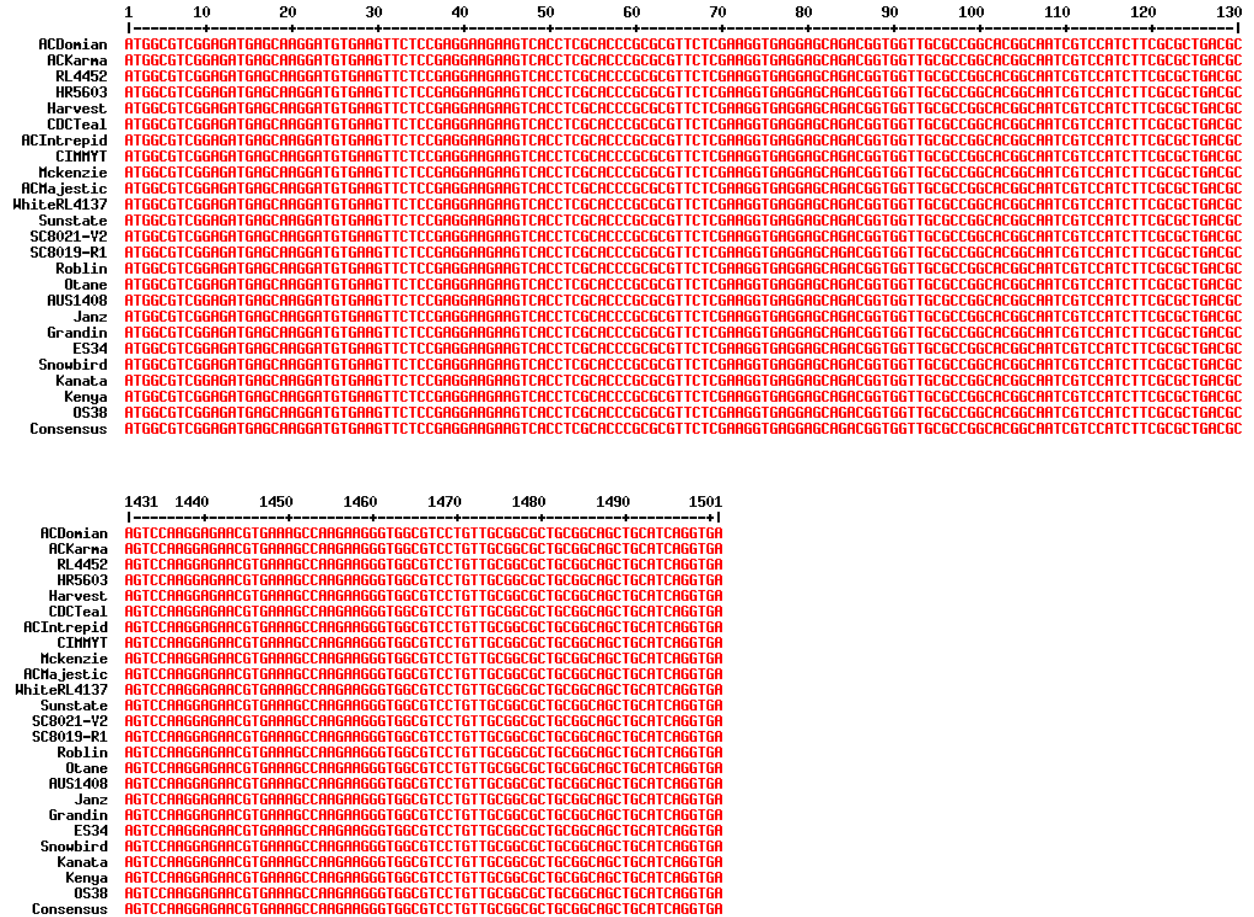 1 10 20 30 40 50 60 70 80 90 100 110 120 130
|--------+---------+---------+---------+---------+---------+---------+---------+---------+---------+---------+---------+---------|
ACDomian ATGGCGTCGGAGATGAGCAAGGATGTGAAGTTCTCCGAGGAAGAAGTCACCTCGCACCCGCGCGTTCTCGAAGGTGAGGAGCAGACGGTGGTTGCGCCGGCACGGCAATCGTCCATCTTCGCGCTGACGC
ACKarma ATGGCGTCGGAGATGAGCAAGGATGTGAAGTTCTCCGAGGAAGAAGTCACCTCGCACCCGCGCGTTCTCGAAGGTGAGGAGCAGACGGTGGTTGCGCCGGCACGGCAATCGTCCATCTTCGCGCTGACGC
RL4452 ATGGCGTCGGAGATGAGCAAGGATGTGAAGTTCTCCGAGGAAGAAGTCACCTCGCACCCGCGCGTTCTCGAAGGTGAGGAGCAGACGGTGGTTGCGCCGGCACGGCAATCGTCCATCTTCGCGCTGACGC
HR5603 ATGGCGTCGGAGATGAGCAAGGATGTGAAGTTCTCCGAGGAAGAAGTCACCTCGCACCCGCGCGTTCTCGAAGGTGAGGAGCAGACGGTGGTTGCGCCGGCACGGCAATCGTCCATCTTCGCGCTGACGC
Harvest ATGGCGTCGGAGATGAGCAAGGATGTGAAGTTCTCCGAGGAAGAAGTCACCTCGCACCCGCGCGTTCTCGAAGGTGAGGAGCAGACGGTGGTTGCGCCGGCACGGCAATCGTCCATCTTCGCGCTGACGC
CDCTeal ATGGCGTCGGAGATGAGCAAGGATGTGAAGTTCTCCGAGGAAGAAGTCACCTCGCACCCGCGCGTTCTCGAAGGTGAGGAGCAGACGGTGGTTGCGCCGGCACGGCAATCGTCCATCTTCGCGCTGACGC
ACIntrepid ATGGCGTCGGAGATGAGCAAGGATGTGAAGTTCTCCGAGGAAGAAGTCACCTCGCACCCGCGCGTTCTCGAAGGTGAGGAGCAGACGGTGGTTGCGCCGGCACGGCAATCGTCCATCTTCGCGCTGACGC
CIMMYT ATGGCGTCGGAGATGAGCAAGGATGTGAAGTTCTCCGAGGAAGAAGTCACCTCGCACCCGCGCGTTCTCGAAGGTGAGGAGCAGACGGTGGTTGCGCCGGCACGGCAATCGTCCATCTTCGCGCTGACGC
Mckenzie ATGGCGTCGGAGATGAGCAAGGATGTGAAGTTCTCCGAGGAAGAAGTCACCTCGCACCCGCGCGTTCTCGAAGGTGAGGAGCAGACGGTGGTTGCGCCGGCACGGCAATCGTCCATCTTCGCGCTGACGC
ACMajestic ATGGCGTCGGAGATGAGCAAGGATGTGAAGTTCTCCGAGGAAGAAGTCACCTCGCACCCGCGCGTTCTCGAAGGTGAGGAGCAGACGGTGGTTGCGCCGGCACGGCAATCGTCCATCTTCGCGCTGACGC
WhiteRL4137 ATGGCGTCGGAGATGAGCAAGGATGTGAAGTTCTCCGAGGAAGAAGTCACCTCGCACCCGCGCGTTCTCGAAGGTGAGGAGCAGACGGTGGTTGCGCCGGCACGGCAATCGTCCATCTTCGCGCTGACGC
Sunstate ATGGCGTCGGAGATGAGCAAGGATGTGAAGTTCTCCGAGGAAGAAGTCACCTCGCACCCGCGCGTTCTCGAAGGTGAGGAGCAGACGGTGGTTGCGCCGGCACGGCAATCGTCCATCTTCGCGCTGACGC
SC8021-V2 ATGGCGTCGGAGATGAGCAAGGATGTGAAGTTCTCCGAGGAAGAAGTCACCTCGCACCCGCGCGTTCTCGAAGGTGAGGAGCAGACGGTGGTTGCGCCGGCACGGCAATCGTCCATCTTCGCGCTGACGC
SC8019-R1 ATGGCGTCGGAGATGAGCAAGGATGTGAAGTTCTCCGAGGAAGAAGTCACCTCGCACCCGCGCGTTCTCGAAGGTGAGGAGCAGACGGTGGTTGCGCCGGCACGGCAATCGTCCATCTTCGCGCTGACGC
Roblin ATGGCGTCGGAGATGAGCAAGGATGTGAAGTTCTCCGAGGAAGAAGTCACCTCGCACCCGCGCGTTCTCGAAGGTGAGGAGCAGACGGTGGTTGCGCCGGCACGGCAATCGTCCATCTTCGCGCTGACGC
Otane ATGGCGTCGGAGATGAGCAAGGATGTGAAGTTCTCCGAGGAAGAAGTCACCTCGCACCCGCGCGTTCTCGAAGGTGAGGAGCAGACGGTGGTTGCGCCGGCACGGCAATCGTCCATCTTCGCGCTGACGC
AUS1408 ATGGCGTCGGAGATGAGCAAGGATGTGAAGTTCTCCGAGGAAGAAGTCACCTCGCACCCGCGCGTTCTCGAAGGTGAGGAGCAGACGGTGGTTGCGCCGGCACGGCAATCGTCCATCTTCGCGCTGACGC
Janz ATGGCGTCGGAGATGAGCAAGGATGTGAAGTTCTCCGAGGAAGAAGTCACCTCGCACCCGCGCGTTCTCGAAGGTGAGGAGCAGACGGTGGTTGCGCCGGCACGGCAATCGTCCATCTTCGCGCTGACGC
Grandin ATGGCGTCGGAGATGAGCAAGGATGTGAAGTTCTCCGAGGAAGAAGTCACCTCGCACCCGCGCGTTCTCGAAGGTGAGGAGCAGACGGTGGTTGCGCCGGCACGGCAATCGTCCATCTTCGCGCTGACGC
ES34 ATGGCGTCGGAGATGAGCAAGGATGTGAAGTTCTCCGAGGAAGAAGTCACCTCGCACCCGCGCGTTCTCGAAGGTGAGGAGCAGACGGTGGTTGCGCCGGCACGGCAATCGTCCATCTTCGCGCTGACGC
Snowbird ATGGCGTCGGAGATGAGCAAGGATGTGAAGTTCTCCGAGGAAGAAGTCACCTCGCACCCGCGCGTTCTCGAAGGTGAGGAGCAGACGGTGGTTGCGCCGGCACGGCAATCGTCCATCTTCGCGCTGACGC
Kanata ATGGCGTCGGAGATGAGCAAGGATGTGAAGTTCTCCGAGGAAGAAGTCACCTCGCACCCGCGCGTTCTCGAAGGTGAGGAGCAGACGGTGGTTGCGCCGGCACGGCAATCGTCCATCTTCGCGCTGACGC
Kenya ATGGCGTCGGAGATGAGCAAGGATGTGAAGTTCTCCGAGGAAGAAGTCACCTCGCACCCGCGCGTTCTCGAAGGTGAGGAGCAGACGGTGGTTGCGCCGGCACGGCAATCGTCCATCTTCGCGCTGACGC
OS38 ATGGCGTCGGAGATGAGCAAGGATGTGAAGTTCTCCGAGGAAGAAGTCACCTCGCACCCGCGCGTTCTCGAAGGTGAGGAGCAGACGGTGGTTGCGCCGGCACGGCAATCGTCCATCTTCGCGCTGACGC
Consensus ATGGCGTCGGAGATGAGCAAGGATGTGAAGTTCTCCGAGGAAGAAGTCACCTCGCACCCGCGCGTTCTCGAAGGTGAGGAGCAGACGGTGGTTGCGCCGGCACGGCAATCGTCCATCTTCGCGCTGACGC
1431 1440 1450 1460 1470 1480 1490 1501
|--------+---------+---------+---------+---------+---------+---------+|
ACDomian AGTCCAAGGAGAACGTGAAAGCCAAGAAGGGTGGCGTCCTGTTGCGGCGCTGCGGCAGCTGCATCAGGTGA
ACKarma AGTCCAAGGAGAACGTGAAAGCCAAGAAGGGTGGCGTCCTGTTGCGGCGCTGCGGCAGCTGCATCAGGTGA
RL4452 AGTCCAAGGAGAACGTGAAAGCCAAGAAGGGTGGCGTCCTGTTGCGGCGCTGCGGCAGCTGCATCAGGTGA
HR5603 AGTCCAAGGAGAACGTGAAAGCCAAGAAGGGTGGCGTCCTGTTGCGGCGCTGCGGCAGCTGCATCAGGTGA
Harvest AGTCCAAGGAGAACGTGAAAGCCAAGAAGGGTGGCGTCCTGTTGCGGCGCTGCGGCAGCTGCATCAGGTGA
CDCTeal AGTCCAAGGAGAACGTGAAAGCCAAGAAGGGTGGCGTCCTGTTGCGGCGCTGCGGCAGCTGCATCAGGTGA
ACIntrepid AGTCCAAGGAGAACGTGAAAGCCAAGAAGGGTGGCGTCCTGTTGCGGCGCTGCGGCAGCTGCATCAGGTGA
CIMMYT AGTCCAAGGAGAACGTGAAAGCCAAGAAGGGTGGCGTCCTGTTGCGGCGCTGCGGCAGCTGCATCAGGTGA
Mckenzie AGTCCAAGGAGAACGTGAAAGCCAAGAAGGGTGGCGTCCTGTTGCGGCGCTGCGGCAGCTGCATCAGGTGA
ACMajestic AGTCCAAGGAGAACGTGAAAGCCAAGAAGGGTGGCGTCCTGTTGCGGCGCTGCGGCAGCTGCATCAGGTGA
WhiteRL4137 AGTCCAAGGAGAACGTGAAAGCCAAGAAGGGTGGCGTCCTGTTGCGGCGCTGCGGCAGCTGCATCAGGTGA
Sunstate AGTCCAAGGAGAACGTGAAAGCCAAGAAGGGTGGCGTCCTGTTGCGGCGCTGCGGCAGCTGCATCAGGTGA
SC8021-V2 AGTCCAAGGAGAACGTGAAAGCCAAGAAGGGTGGCGTCCTGTTGCGGCGCTGCGGCAGCTGCATCAGGTGA
SC8019-R1 AGTCCAAGGAGAACGTGAAAGCCAAGAAGGGTGGCGTCCTGTTGCGGCGCTGCGGCAGCTGCATCAGGTGA
Roblin AGTCCAAGGAGAACGTGAAAGCCAAGAAGGGTGGCGTCCTGTTGCGGCGCTGCGGCAGCTGCATCAGGTGA
Otane AGTCCAAGGAGAACGTGAAAGCCAAGAAGGGTGGCGTCCTGTTGCGGCGCTGCGGCAGCTGCATCAGGTGA
AUS1408 AGTCCAAGGAGAACGTGAAAGCCAAGAAGGGTGGCGTCCTGTTGCGGCGCTGCGGCAGCTGCATCAGGTGA
Janz AGTCCAAGGAGAACGTGAAAGCCAAGAAGGGTGGCGTCCTGTTGCGGCGCTGCGGCAGCTGCATCAGGTGA
Grandin AGTCCAAGGAGAACGTGAAAGCCAAGAAGGGTGGCGTCCTGTTGCGGCGCTGCGGCAGCTGCATCAGGTGA
ES34 AGTCCAAGGAGAACGTGAAAGCCAAGAAGGGTGGCGTCCTGTTGCGGCGCTGCGGCAGCTGCATCAGGTGA
Snowbird AGTCCAAGGAGAACGTGAAAGCCAAGAAGGGTGGCGTCCTGTTGCGGCGCTGCGGCAGCTGCATCAGGTGA
Kanata AGTCCAAGGAGAACGTGAAAGCCAAGAAGGGTGGCGTCCTGTTGCGGCGCTGCGGCAGCTGCATCAGGTGA
Kenya AGTCCAAGGAGAACGTGAAAGCCAAGAAGGGTGGCGTCCTGTTGCGGCGCTGCGGCAGCTGCATCAGGTGA
OS38 AGTCCAAGGAGAACGTGAAAGCCAAGAAGGGTGGCGTCCTGTTGCGGCGCTGCGGCAGCTGCATCAGGTGA
Consensus AGTCCAAGGAGAACGTGAAAGCCAAGAAGGGTGGCGTCCTGTTGCGGCGCTGCGGCAGCTGCATCAGGTGA